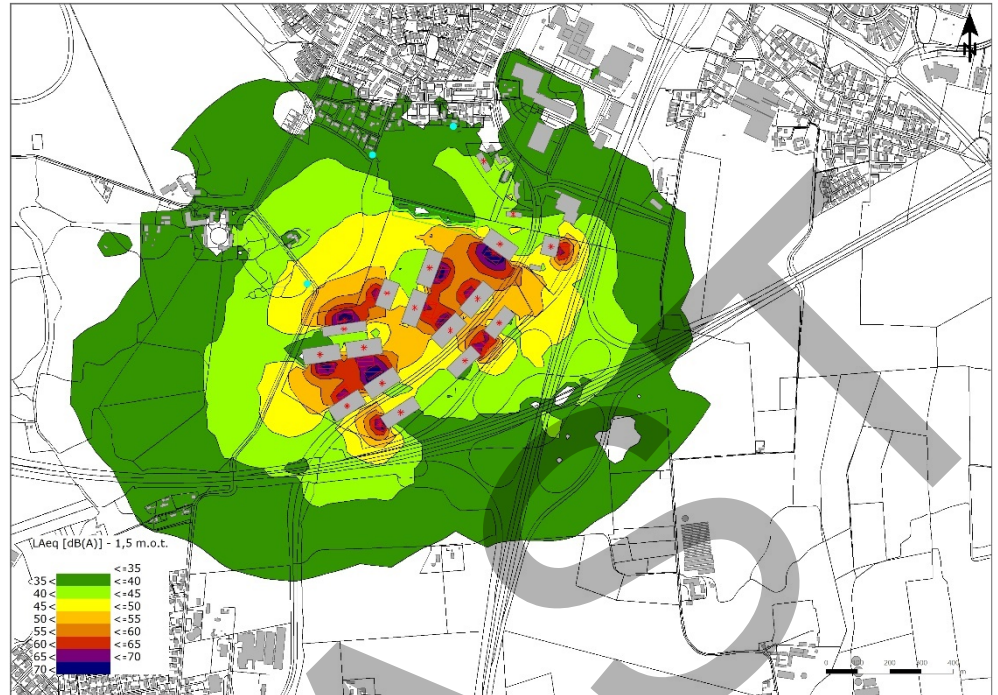 N
LAeq [dB(A)] - 1,5 m.o.t.
<=35
35 < <=40
40 < <=45
45 < <=50
50 < <=55
55 < <=60
60 < <=65
65 < <=70
70 <
0 200 400 m
ST